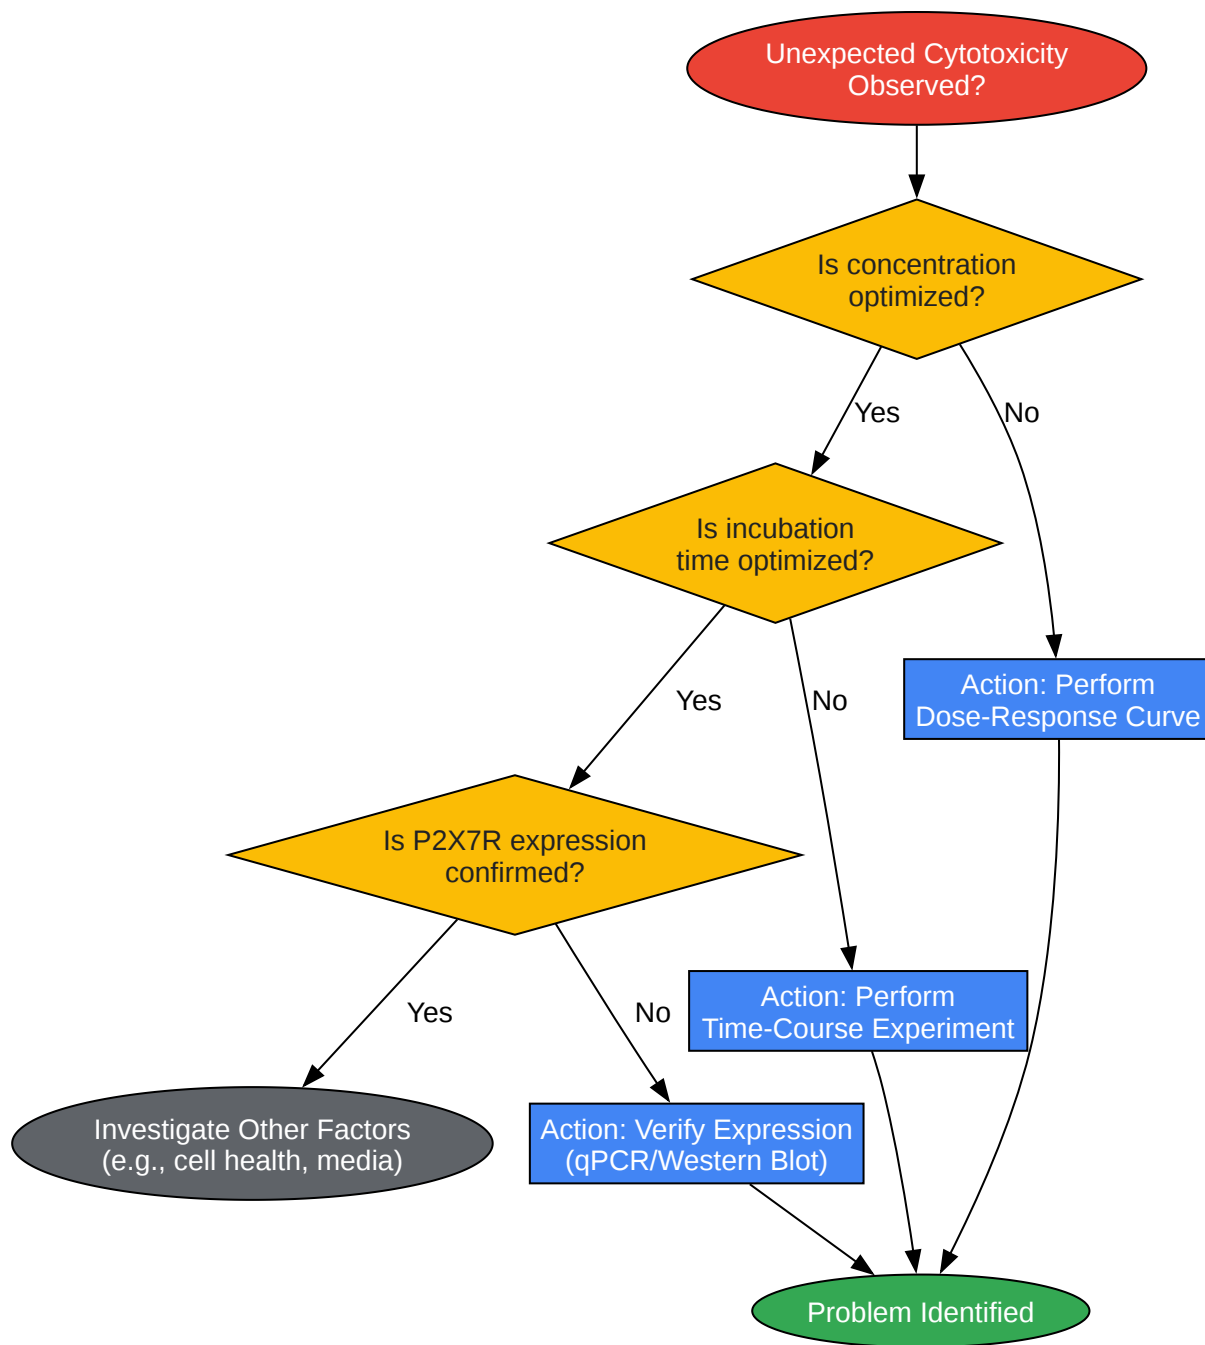 Unexpected Cytotoxicity
Observed?
Is concentration
optimized?
Yes
No
Is incubation
time optimized?
Yes
No
Action: Perform
Dose-Response Curve
Is P2X7R expression
confirmed?
Yes
No
Action: Perform
Time-Course Experiment
Investigate Other Factors
(e.g., cell health, media)
Action: Verify Expression
(qPCR/Western Blot)
Problem Identified